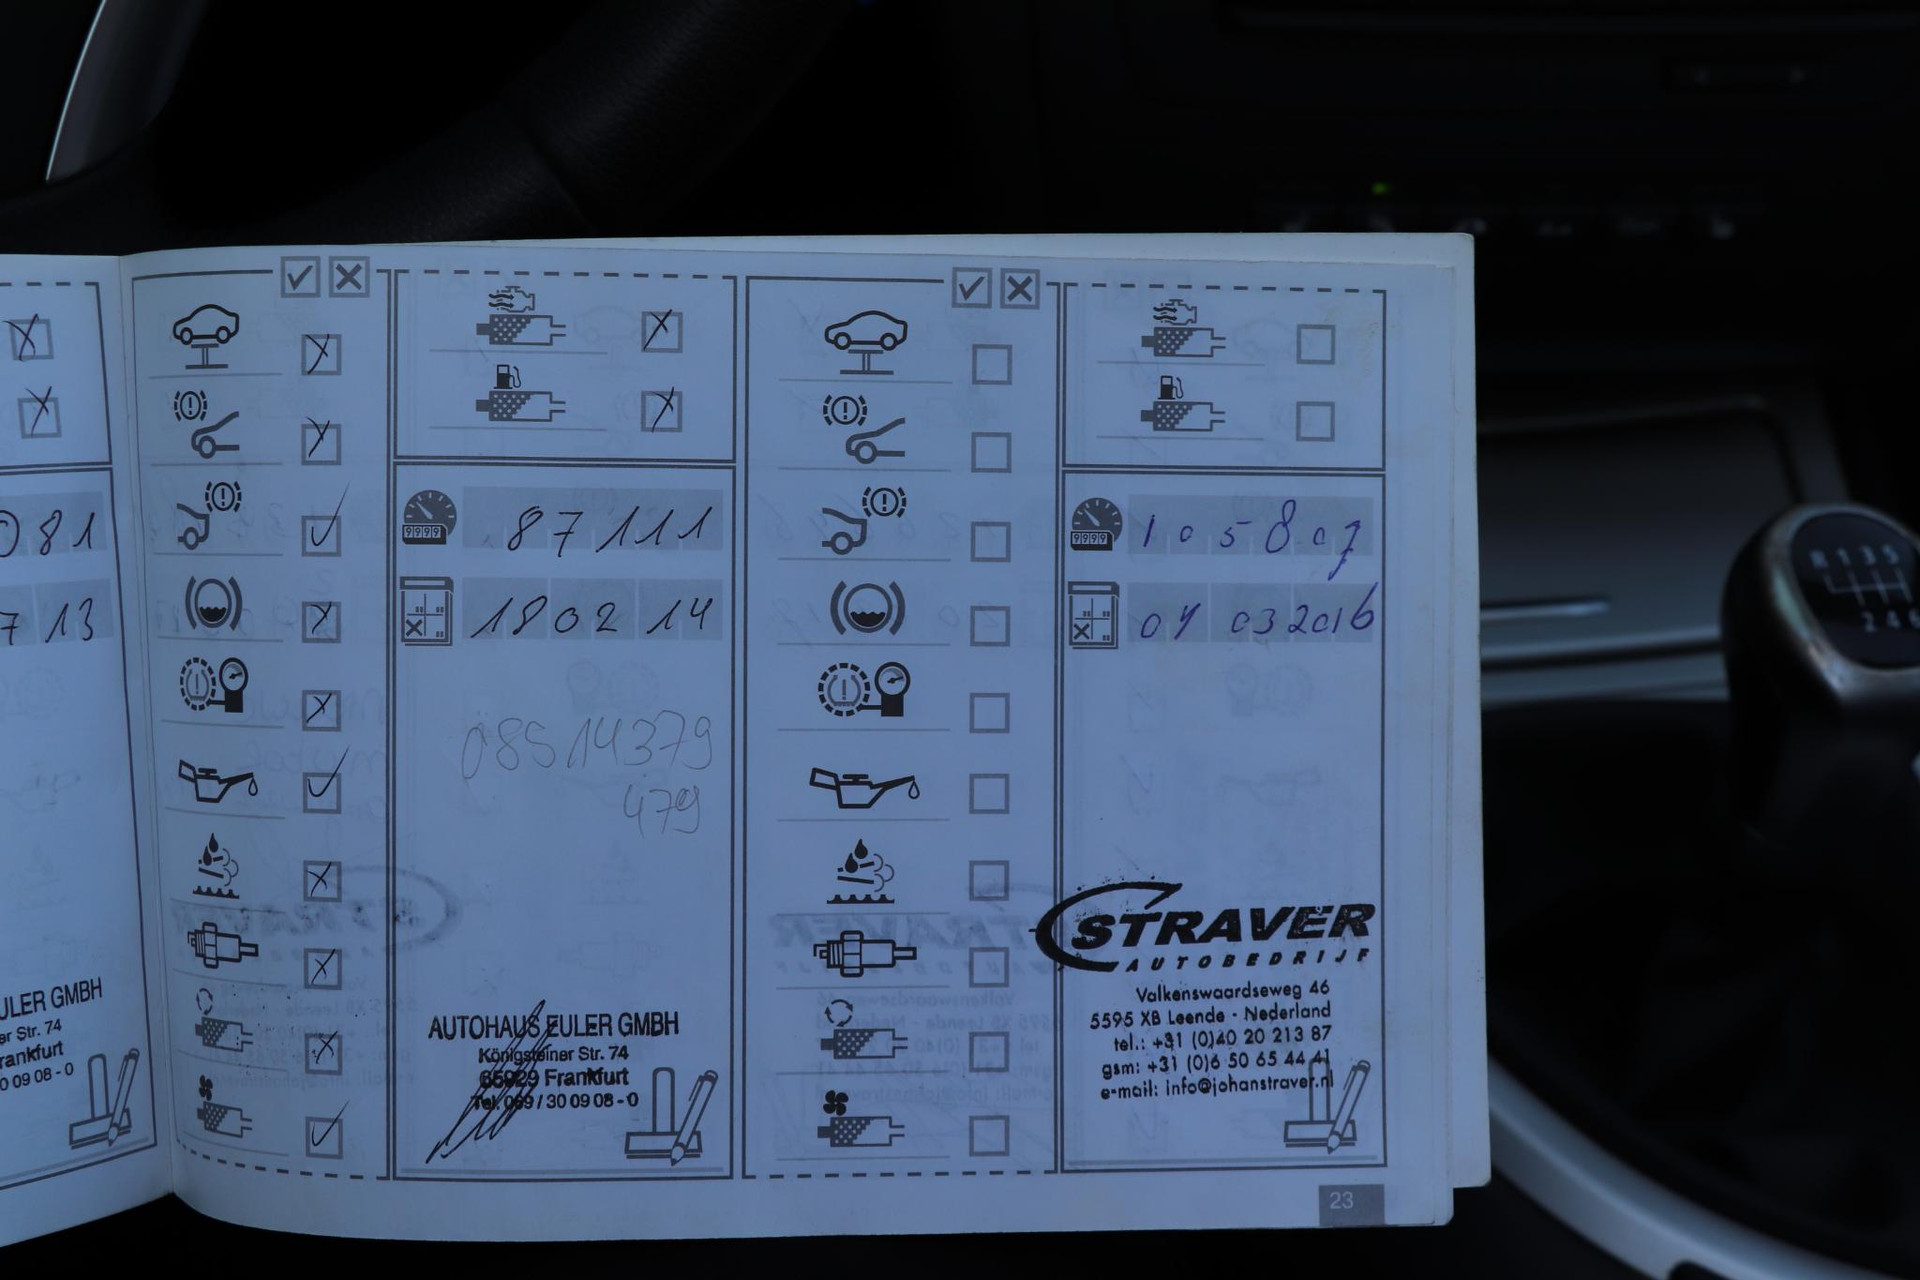 081
713
ULER GMBH
er Str. 74
rankfurt
0 09 08 - 0
87111
180214
08514379
479
AUTOHAUS EULER GMBH
Königsteiner Str. 74
65929 Frankfurt
Tel. 069 / 30 09 08 - 0
105807
03 2016
STRAVER
AUTOBEDRIJF
Valkenswaardseweg 46
5595 XB Leende - Nederland
tel.: +31 (0)40 20 213 87
gsm: +31 (0)6 50 65 44 41
e-mail: info@johanstraver.nl
23
R 1 3 5
2 4 6